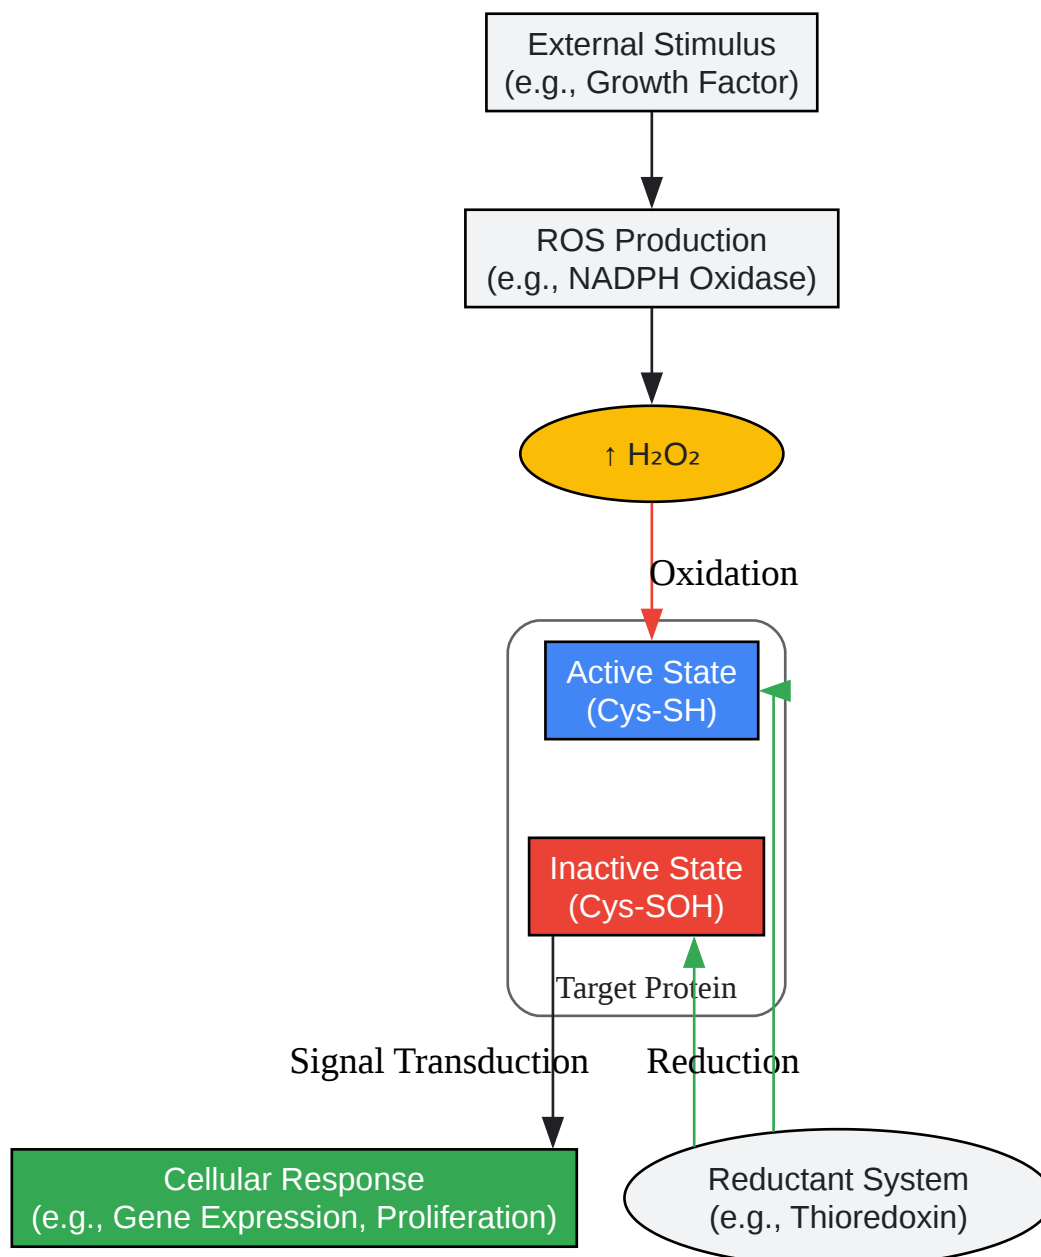 External Stimulus
(e.g., Growth Factor)
ROS Production
(e.g., NADPH Oxidase)
↑ H₂O₂
Oxidation
Active State
(Cys-SH)
Inactive State
(Cys-SOH)
Target Protein
Signal Transduction
Reduction
Cellular Response
(e.g., Gene Expression, Proliferation)
Reductant System
(e.g., Thioredoxin)